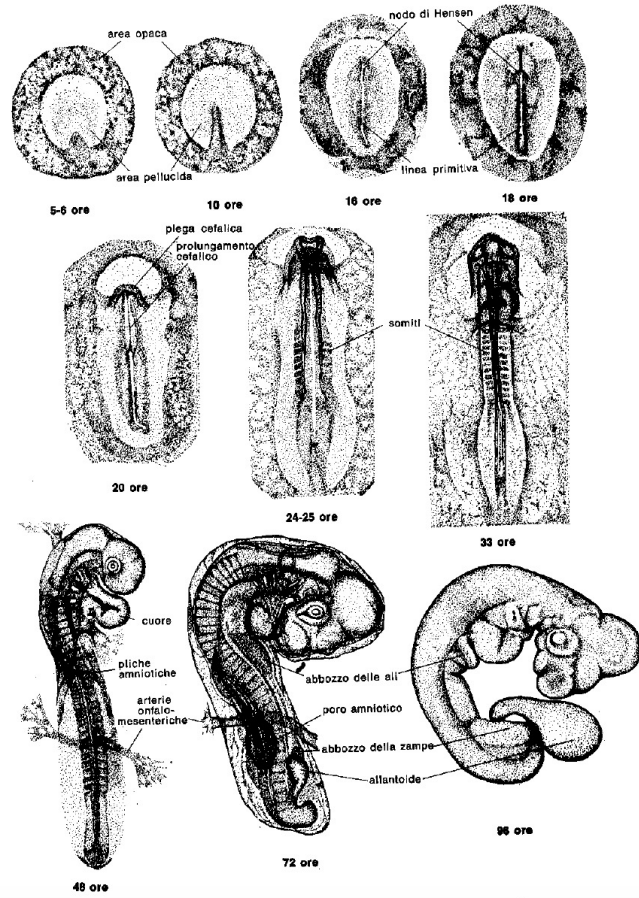 area opaca
nodo di Hensen
area pellucida
linea primitiva
5-6 ore
10 ore
16 ore
18 ore
plega cefalica
prolungamento
cefalico
somiti
20 ore
24-25 ore
33 ore
cuore
pliche
amniotiche
abbozzo delle ali
arterie
onfalo-
mesenteriche
poro amniotico
abbozzo della zampe
allantoide
48 ore
72 ore
96 ore